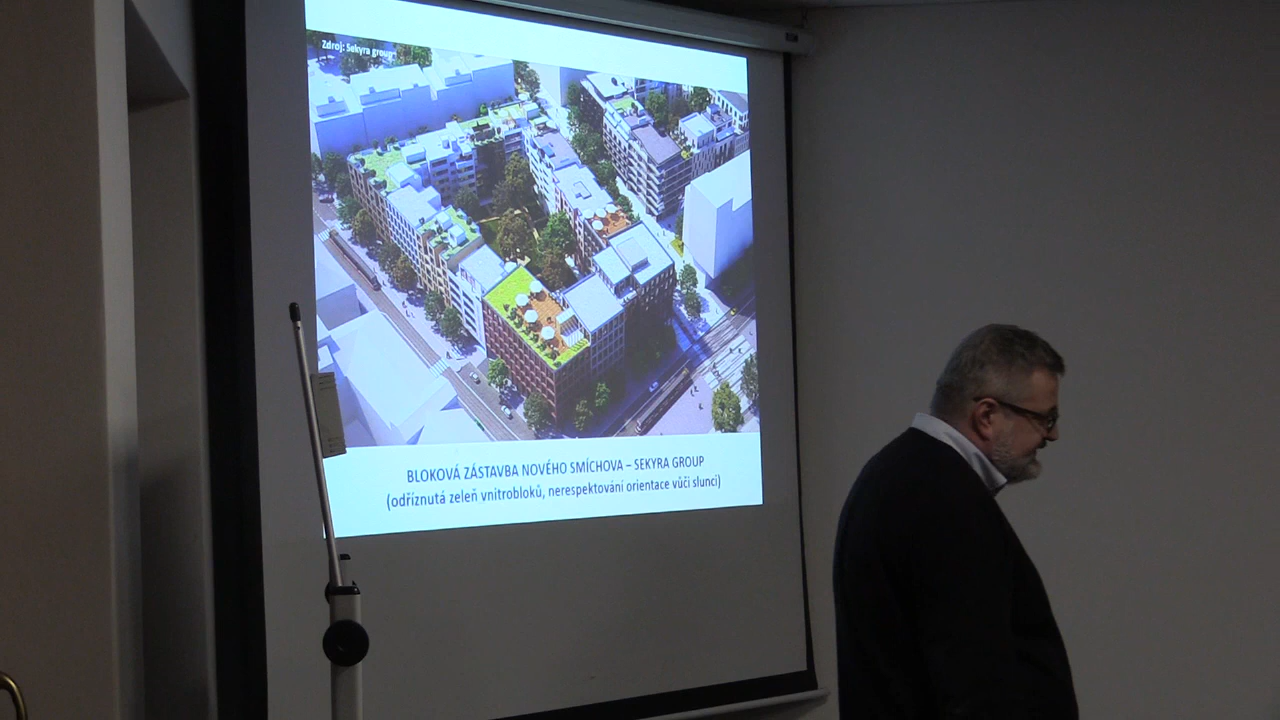 Zdroj: Sekyra group
BLOKOVÁ ZÁSTAVBA NOVÉHO SMÍCHOVA – SEKYRA GROUP
(odříznutá zeleň vnitrobloků, nerespektování orientace vůči slunci)